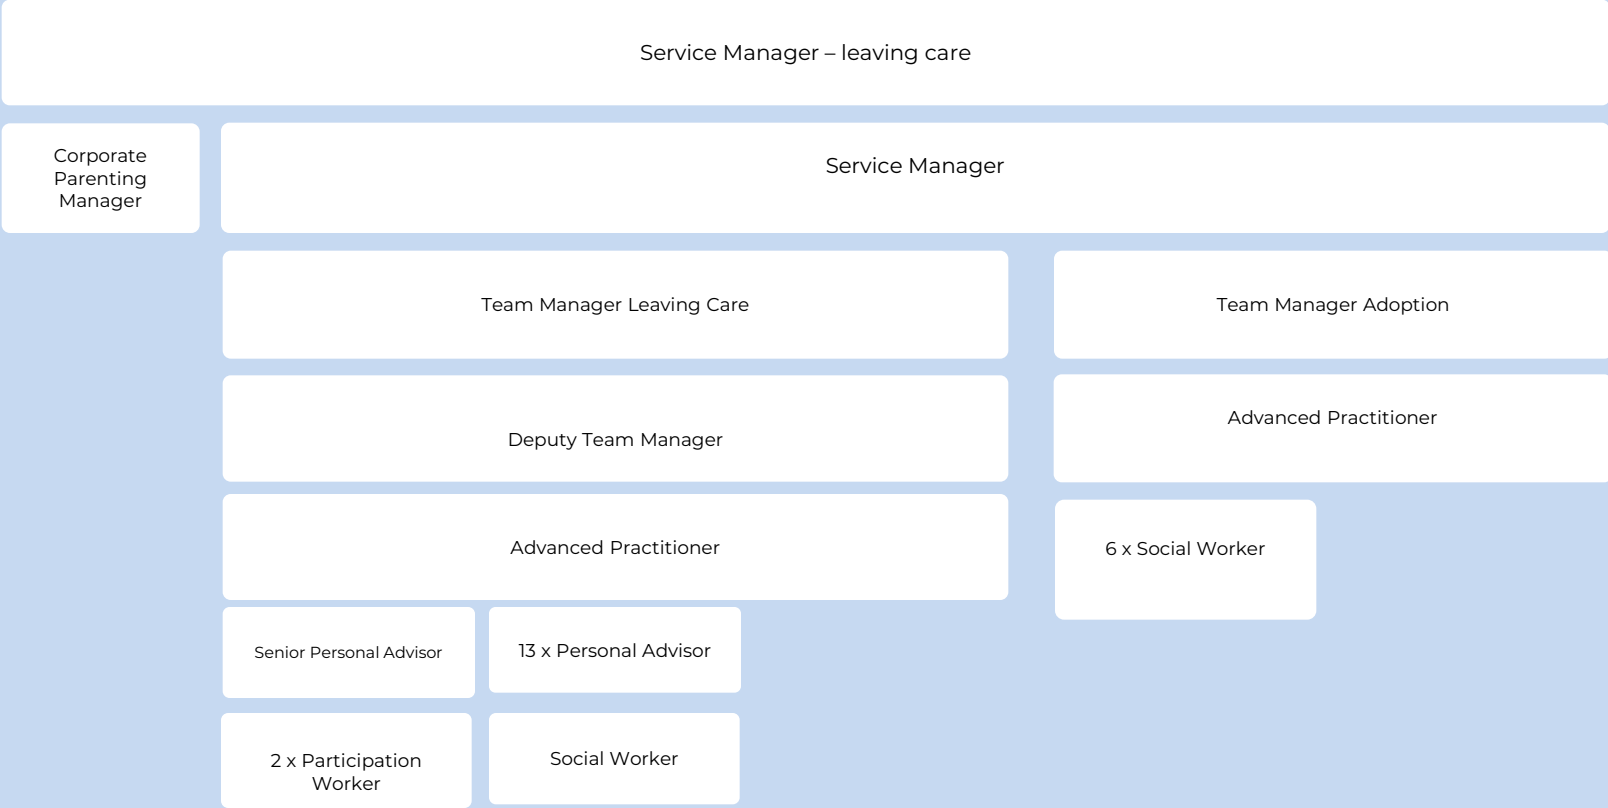 Service Manager – leaving care
Corporate
Parenting
Manager
Service Manager
Team Manager Leaving Care
Team Manager Adoption
Deputy Team Manager
Advanced Practitioner
Advanced Practitioner
6 x Social Worker
Senior Personal Advisor
13 x Personal Advisor
2 x Participation
Worker
Social Worker